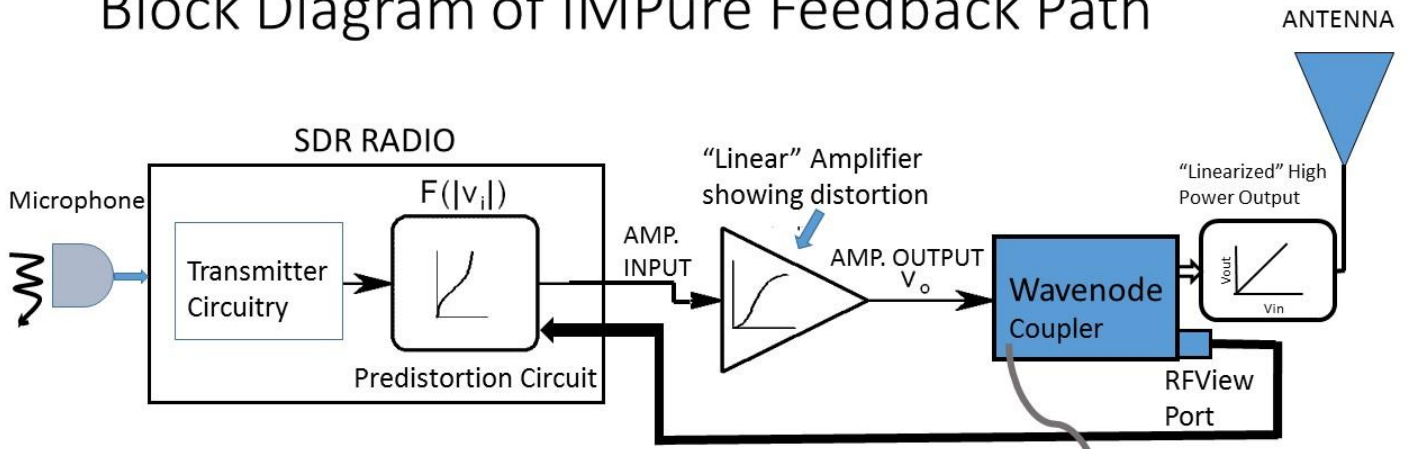 Block Diagram of IMPure Feedback Path
ANTENNA
SDR RADIO
Microphone
F(|vᵢ|)
Transmitter
Circuitry
Predistortion Circuit
AMP.
INPUT
“Linear” Amplifier
showing distortion
AMP. OUTPUT
Vₒ
Wavenode
Coupler
“Linearized” High
Power Output
Vout
Vin
RFView
Port